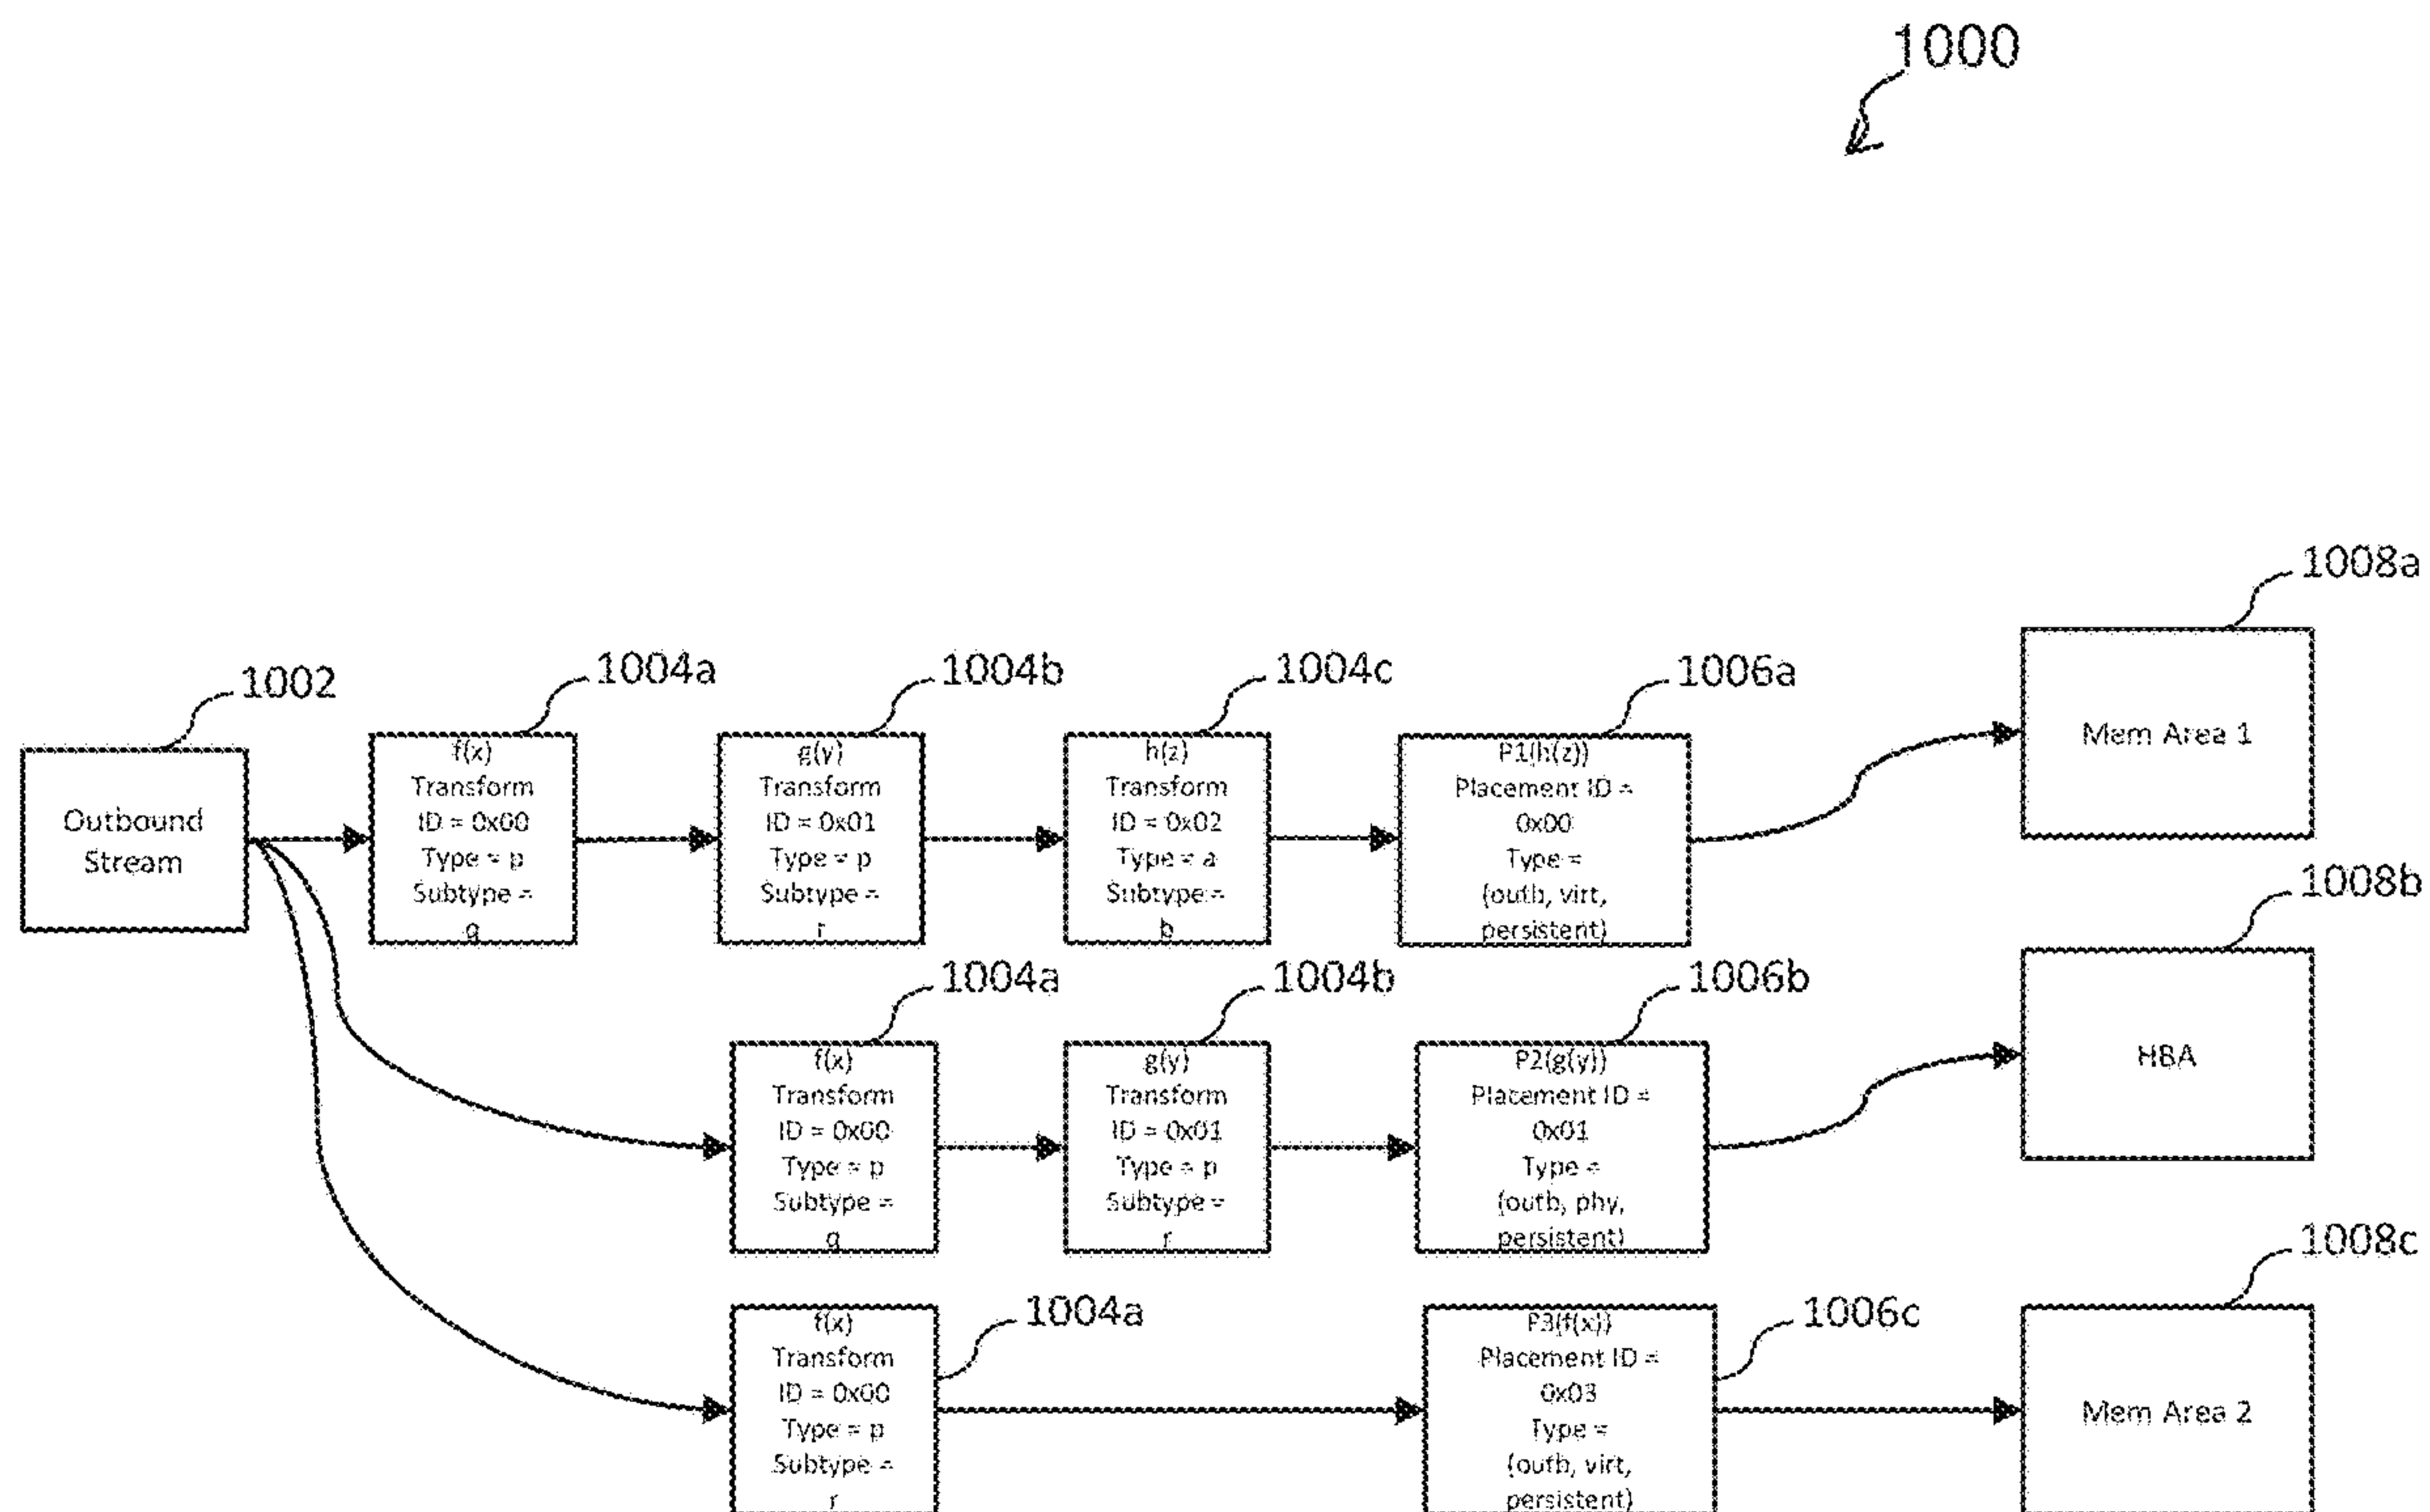 1000
1008a
Mem Area 1
1002
Outbound
Stream
1004a
f(x)
Transform
ID = 0x00
Type = p
Subtype =
q
1004b
g(y)
Transform
ID = 0x01
Type = p
Subtype =
r
1004c
h(z)
Transform
ID = 0x02
Type = a
Subtype =
b
1006a
P1(h(z))
Placement ID =
0x00
Type =
(outb, virt,
persistent)
1008b
HBA
1004a
f(x)
Transform
ID = 0x00
Type = p
Subtype =
q
1004b
g(y)
Transform
ID = 0x01
Type = p
Subtype =
r
1006b
P2(g(y))
Placement ID =
0x01
Type =
(outb, phy,
persistent)
1008c
Mem Area 2
1004a
f(x)
Transform
ID = 0x00
Type = p
Subtype =
r
1006c
P3(f(x))
Placement ID =
0x03
Type =
(outb, virt,
persistent)